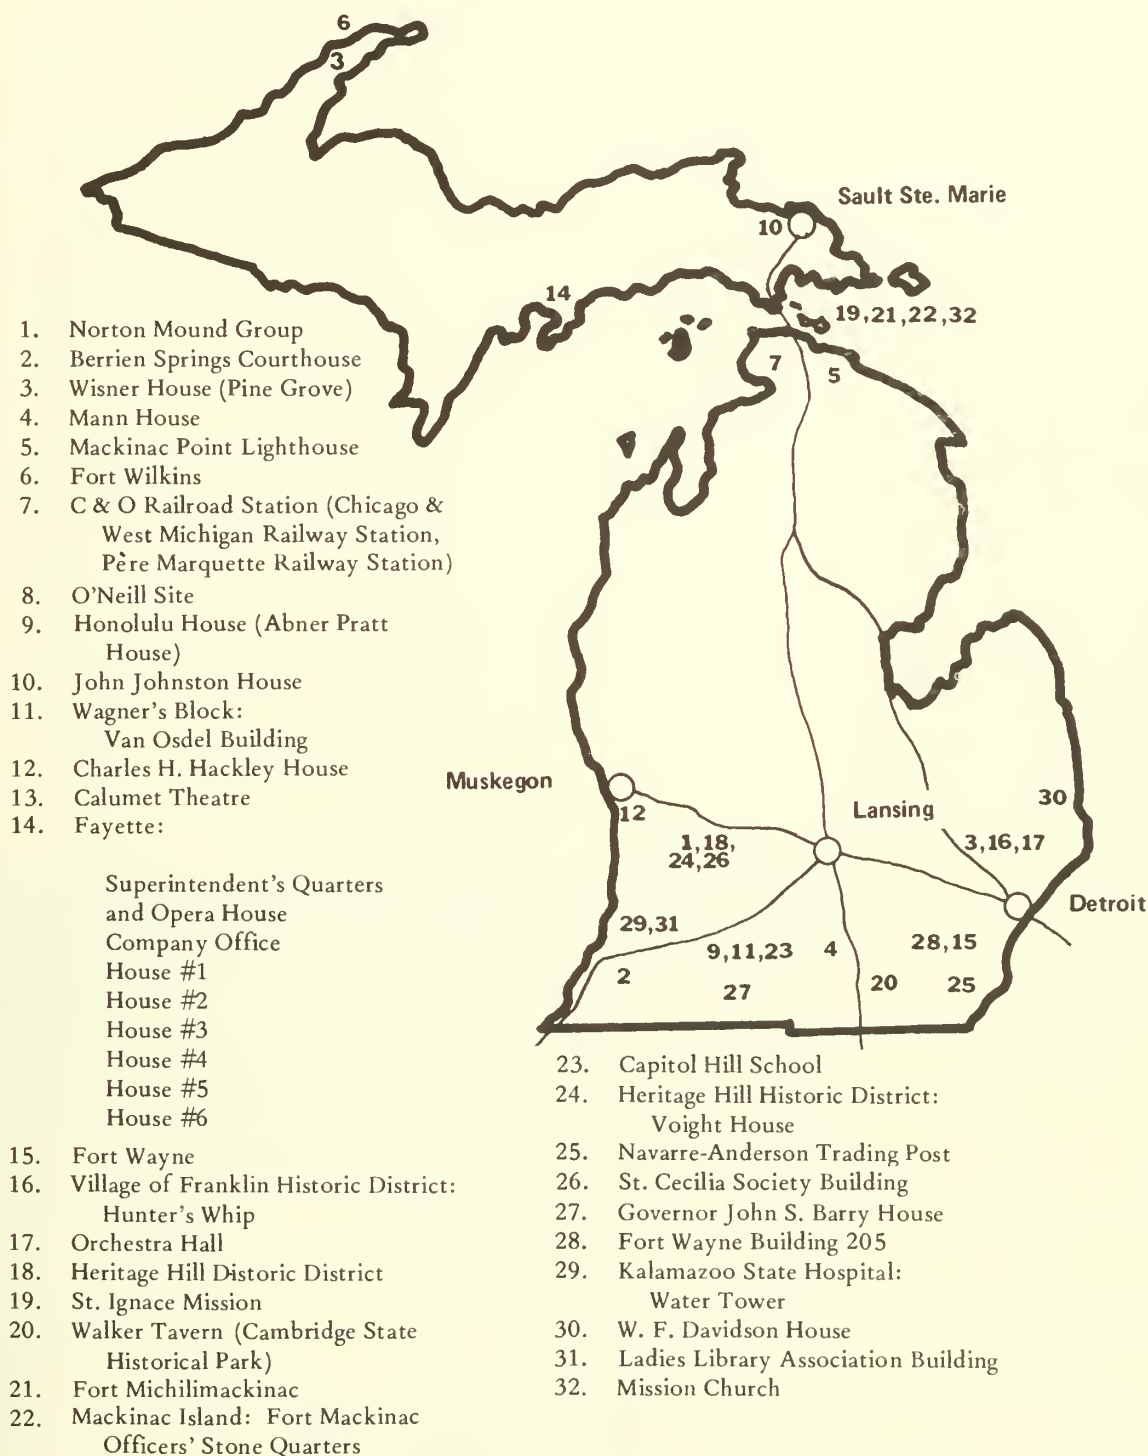 6
3
Sault Ste. Marie
10
14
19,21,22,32
7
5
Muskegon
12
Lansing
30
1,18,
24,26
3,16,17
Detroit
29,31
9,11,23
4
28,15
2
27
20
25
1. Norton Mound Group
2. Berrien Springs Courthouse
3. Wisner House (Pine Grove)
4. Mann House
5. Mackinac Point Lighthouse
6. Fort Wilkins
7. C & O Railroad Station (Chicago &
West Michigan Railway Station,
Père Marquette Railway Station)
8. O'Neill Site
9. Honolulu House (Abner Pratt
House)
10. John Johnston House
11. Wagner's Block:
Van Osdel Building
12. Charles H. Hackley House
13. Calumet Theatre
14. Fayette:
Superintendent's Quarters
and Opera House
Company Office
House #1
House #2
House #3
House #4
House #5
House #6
15. Fort Wayne
16. Village of Franklin Historic District:
Hunter's Whip
17. Orchestra Hall
18. Heritage Hill Distoric District
19. St. Ignace Mission
20. Walker Tavern (Cambridge State
Historical Park)
21. Fort Michilimackinac
22. Mackinac Island: Fort Mackinac
Officers' Stone Quarters
23. Capitol Hill School
24. Heritage Hill Historic District:
Voight House
25. Navarre-Anderson Trading Post
26. St. Cecilia Society Building
27. Governor John S. Barry House
28. Fort Wayne Building 205
29. Kalamazoo State Hospital:
Water Tower
30. W. F. Davidson House
31. Ladies Library Association Building
32. Mission Church